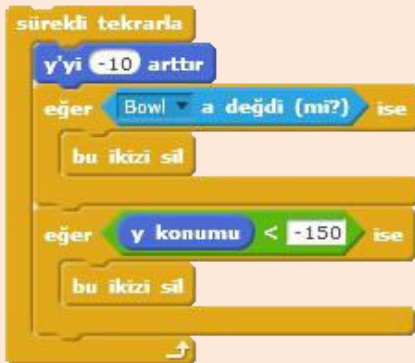 sürekli tekrarla
y'yi -10 arttır
eğer Bowl a değdi (mi?) ise
bu ikizi sil
eğer y konumu < -150 ise
bu ikizi sil